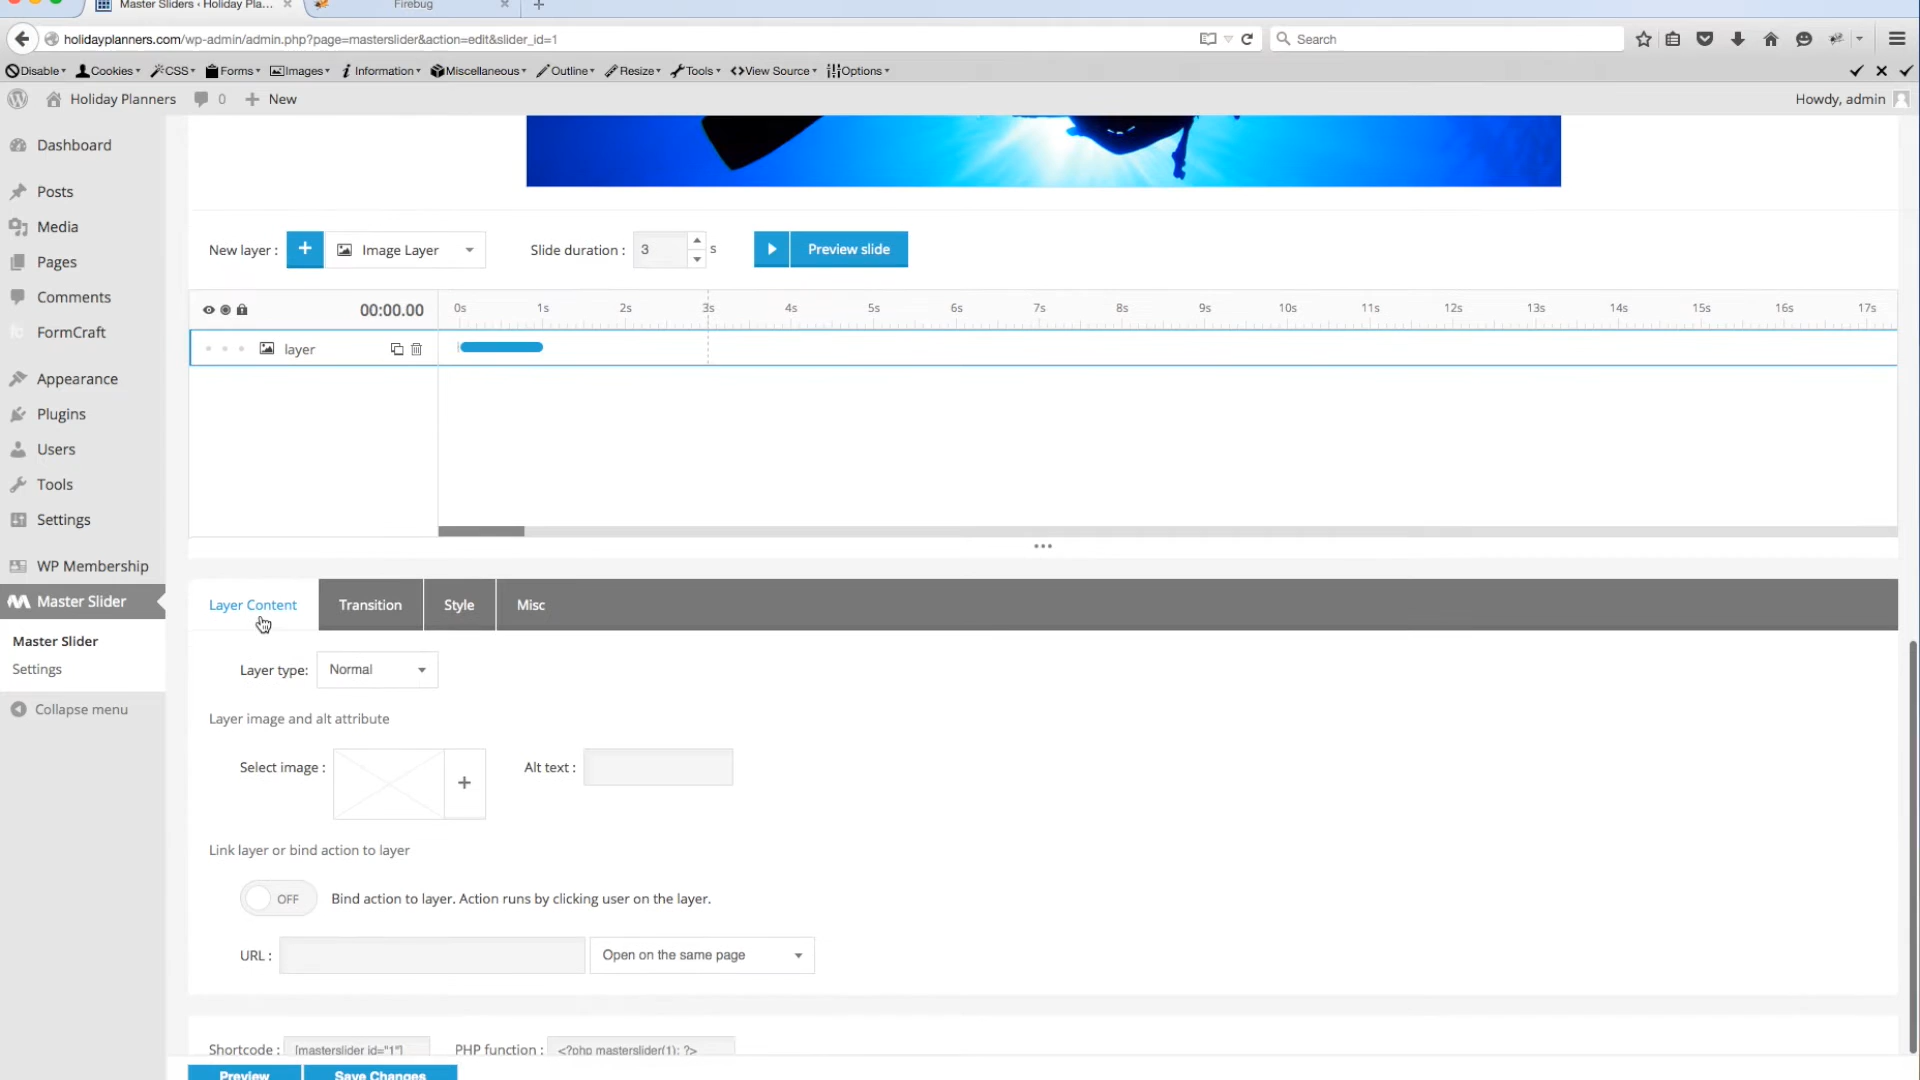 Master Sliders ‹ Holiday Pla...
Firebug
holidayplanners.com/wp-admin/admin.php?page=masterslider&action=edit&slider_id=1
Search
Disable
Cookies
CSS
Forms
Images
Information
Miscellaneous
Outline
Resize
Tools
View Source
Options
Holiday Planners
0
New
Howdy, admin
Dashboard
Posts
Media
Pages
Comments
FormCraft
Appearance
Plugins
Users
Tools
Settings
WP Membership
Master Slider
Master Slider
Settings
Collapse menu
New layer :
Image Layer
Slide duration :
3
s
Preview slide
00:00.00
0s 1s 2s 3s 4s 5s 6s 7s 8s 9s 10s 11s 12s 13s 14s 15s 16s 17s
layer
Layer Content
Transition
Style
Misc
Layer type:
Normal
Layer image and alt attribute
Select image :
Alt text :
Link layer or bind action to layer
OFF
Bind action to layer. Action runs by clicking user on the layer.
URL :
Open on the same page
Shortcode :
[masterslider id="1"]
PHP function :
<?php masterslider(1); ?>
Preview
Save Changes